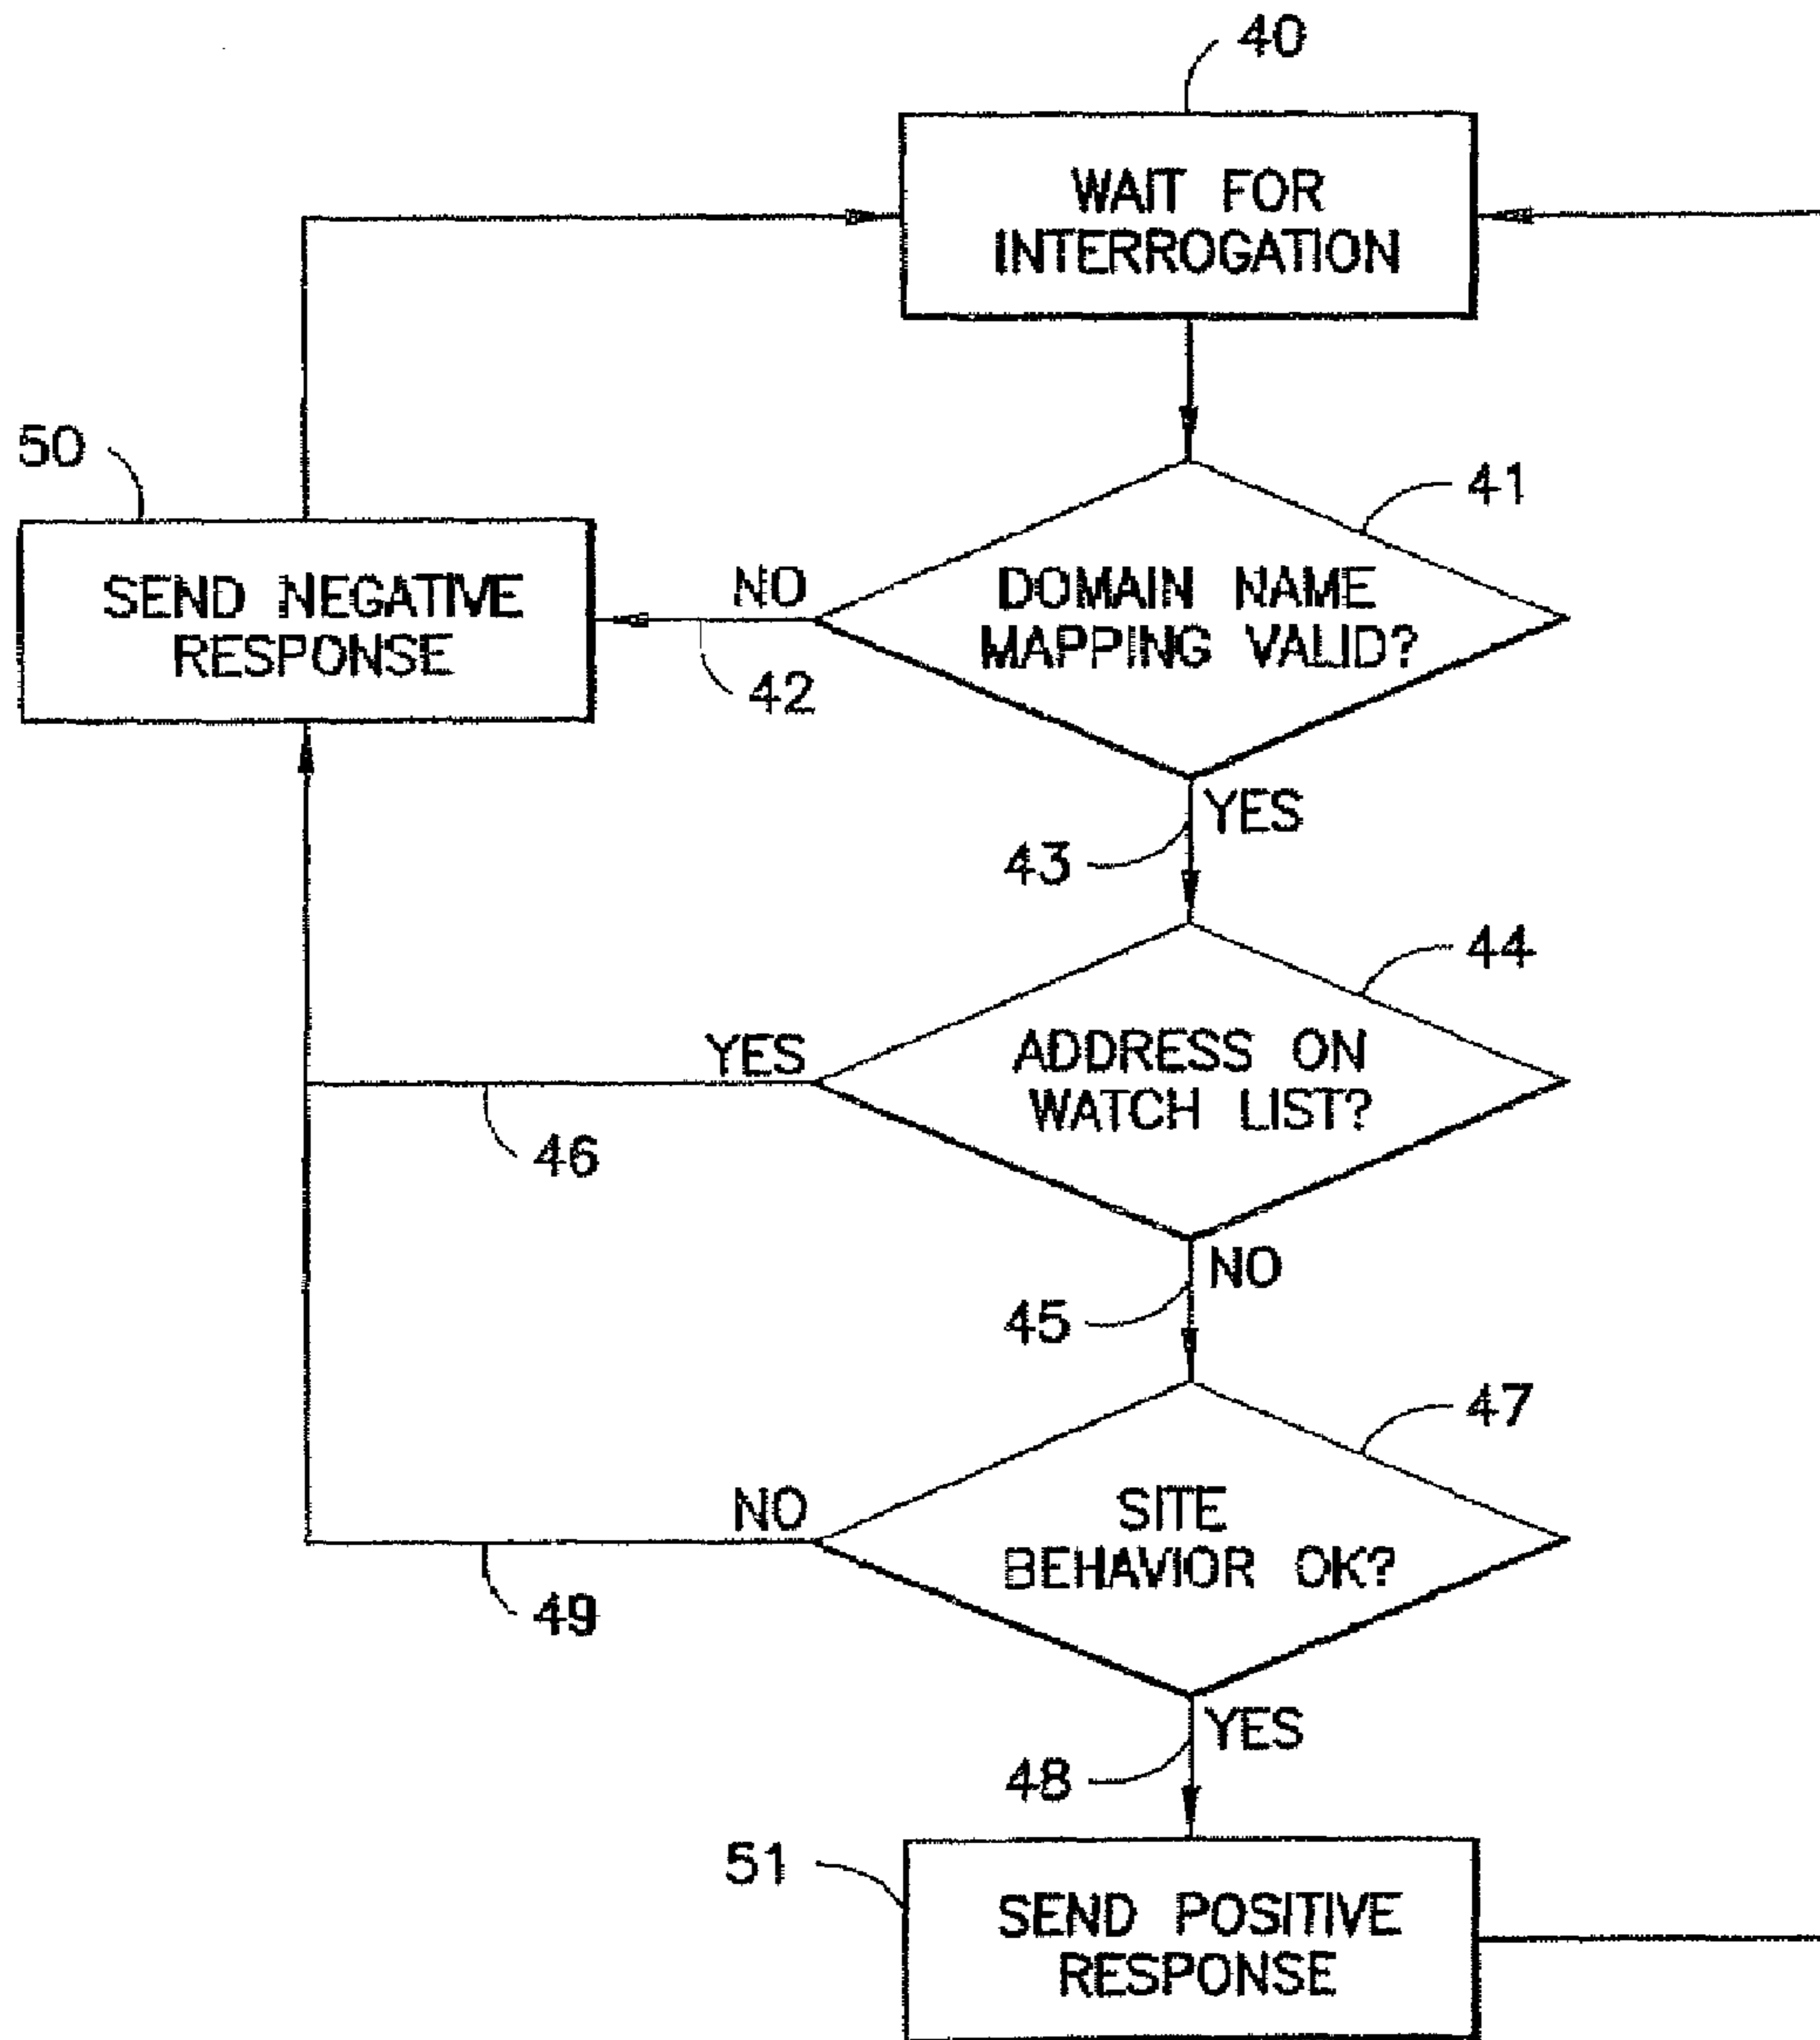 40
WAIT FOR
INTERROGATION
50
41
SEND NEGATIVE
RESPONSE
NO
DOMAIN NAME
MAPPING VALID?
42
YES
43
44
YES
ADDRESS ON
WATCH LIST?
46
NO
45
47
NO
SITE
BEHAVIOR OK?
49
YES
48
51
SEND POSITIVE
RESPONSE